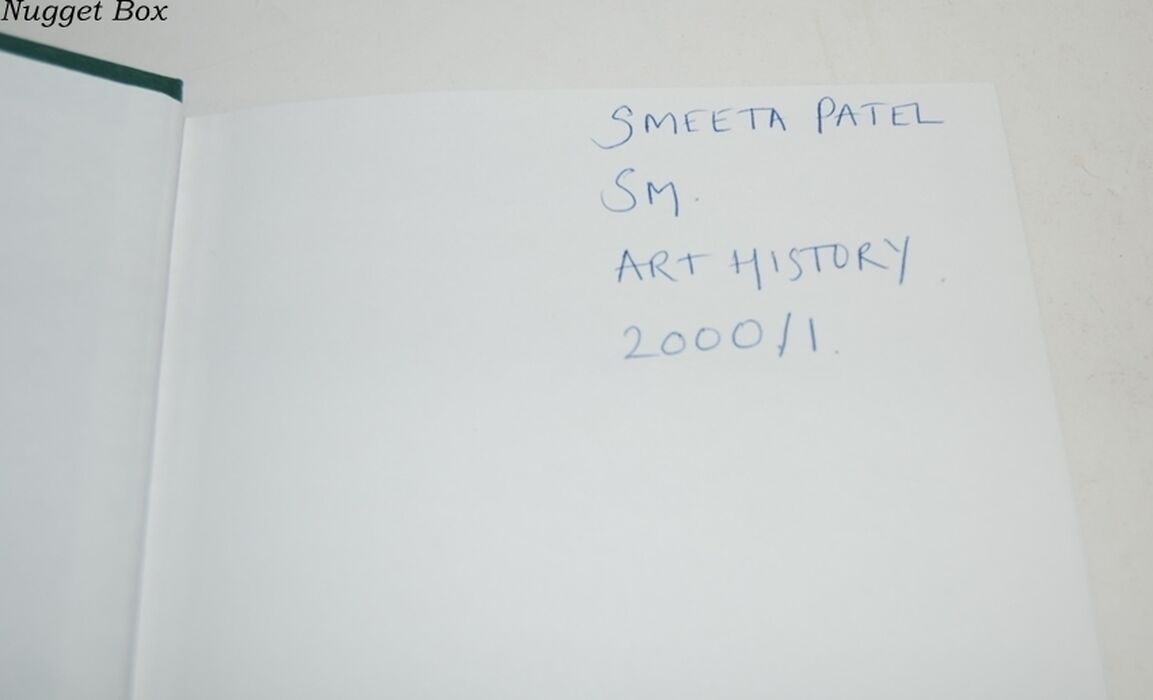 Nugget Box
SMEETA PATEL
SM.
ART HISTORY.
2000/1.